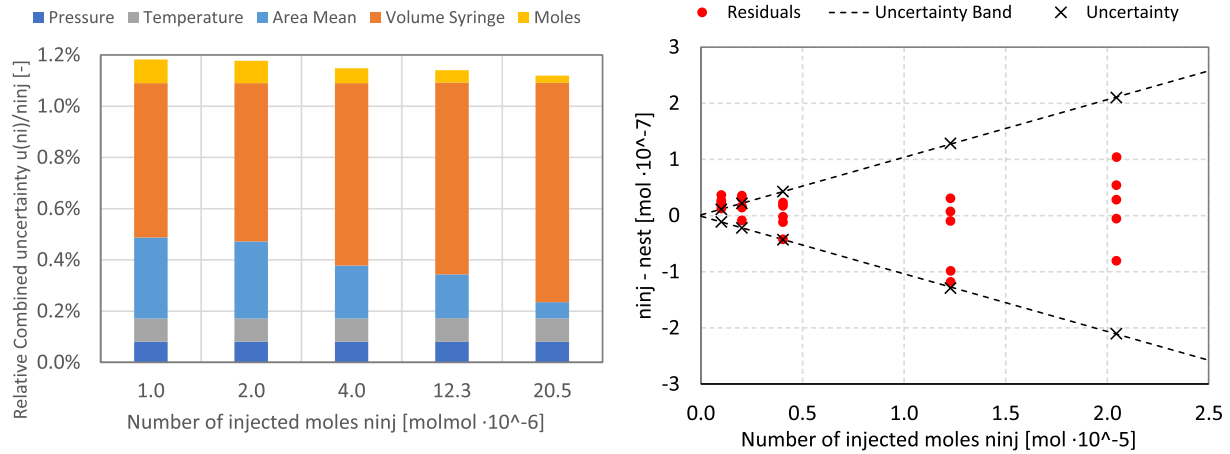 Pressure Temperature Area Mean Volume Syringe Moles
Relative Combined uncertainty u(ni)/ninj [-]
1.2%
1.0%
0.8%
0.6%
0.4%
0.2%
0.0%
1.0 2.0 4.0 12.3 20.5
Number of injected moles ninj [molmol ·10^-6]
Residuals Uncertainty Band Uncertainty
ninj - nest [mol ·10^-7]
3
2
1
0
-1
-2
-3
0.0 0.5 1.0 1.5 2.0 2.5
Number of injected moles ninj [mol ·10^-5]